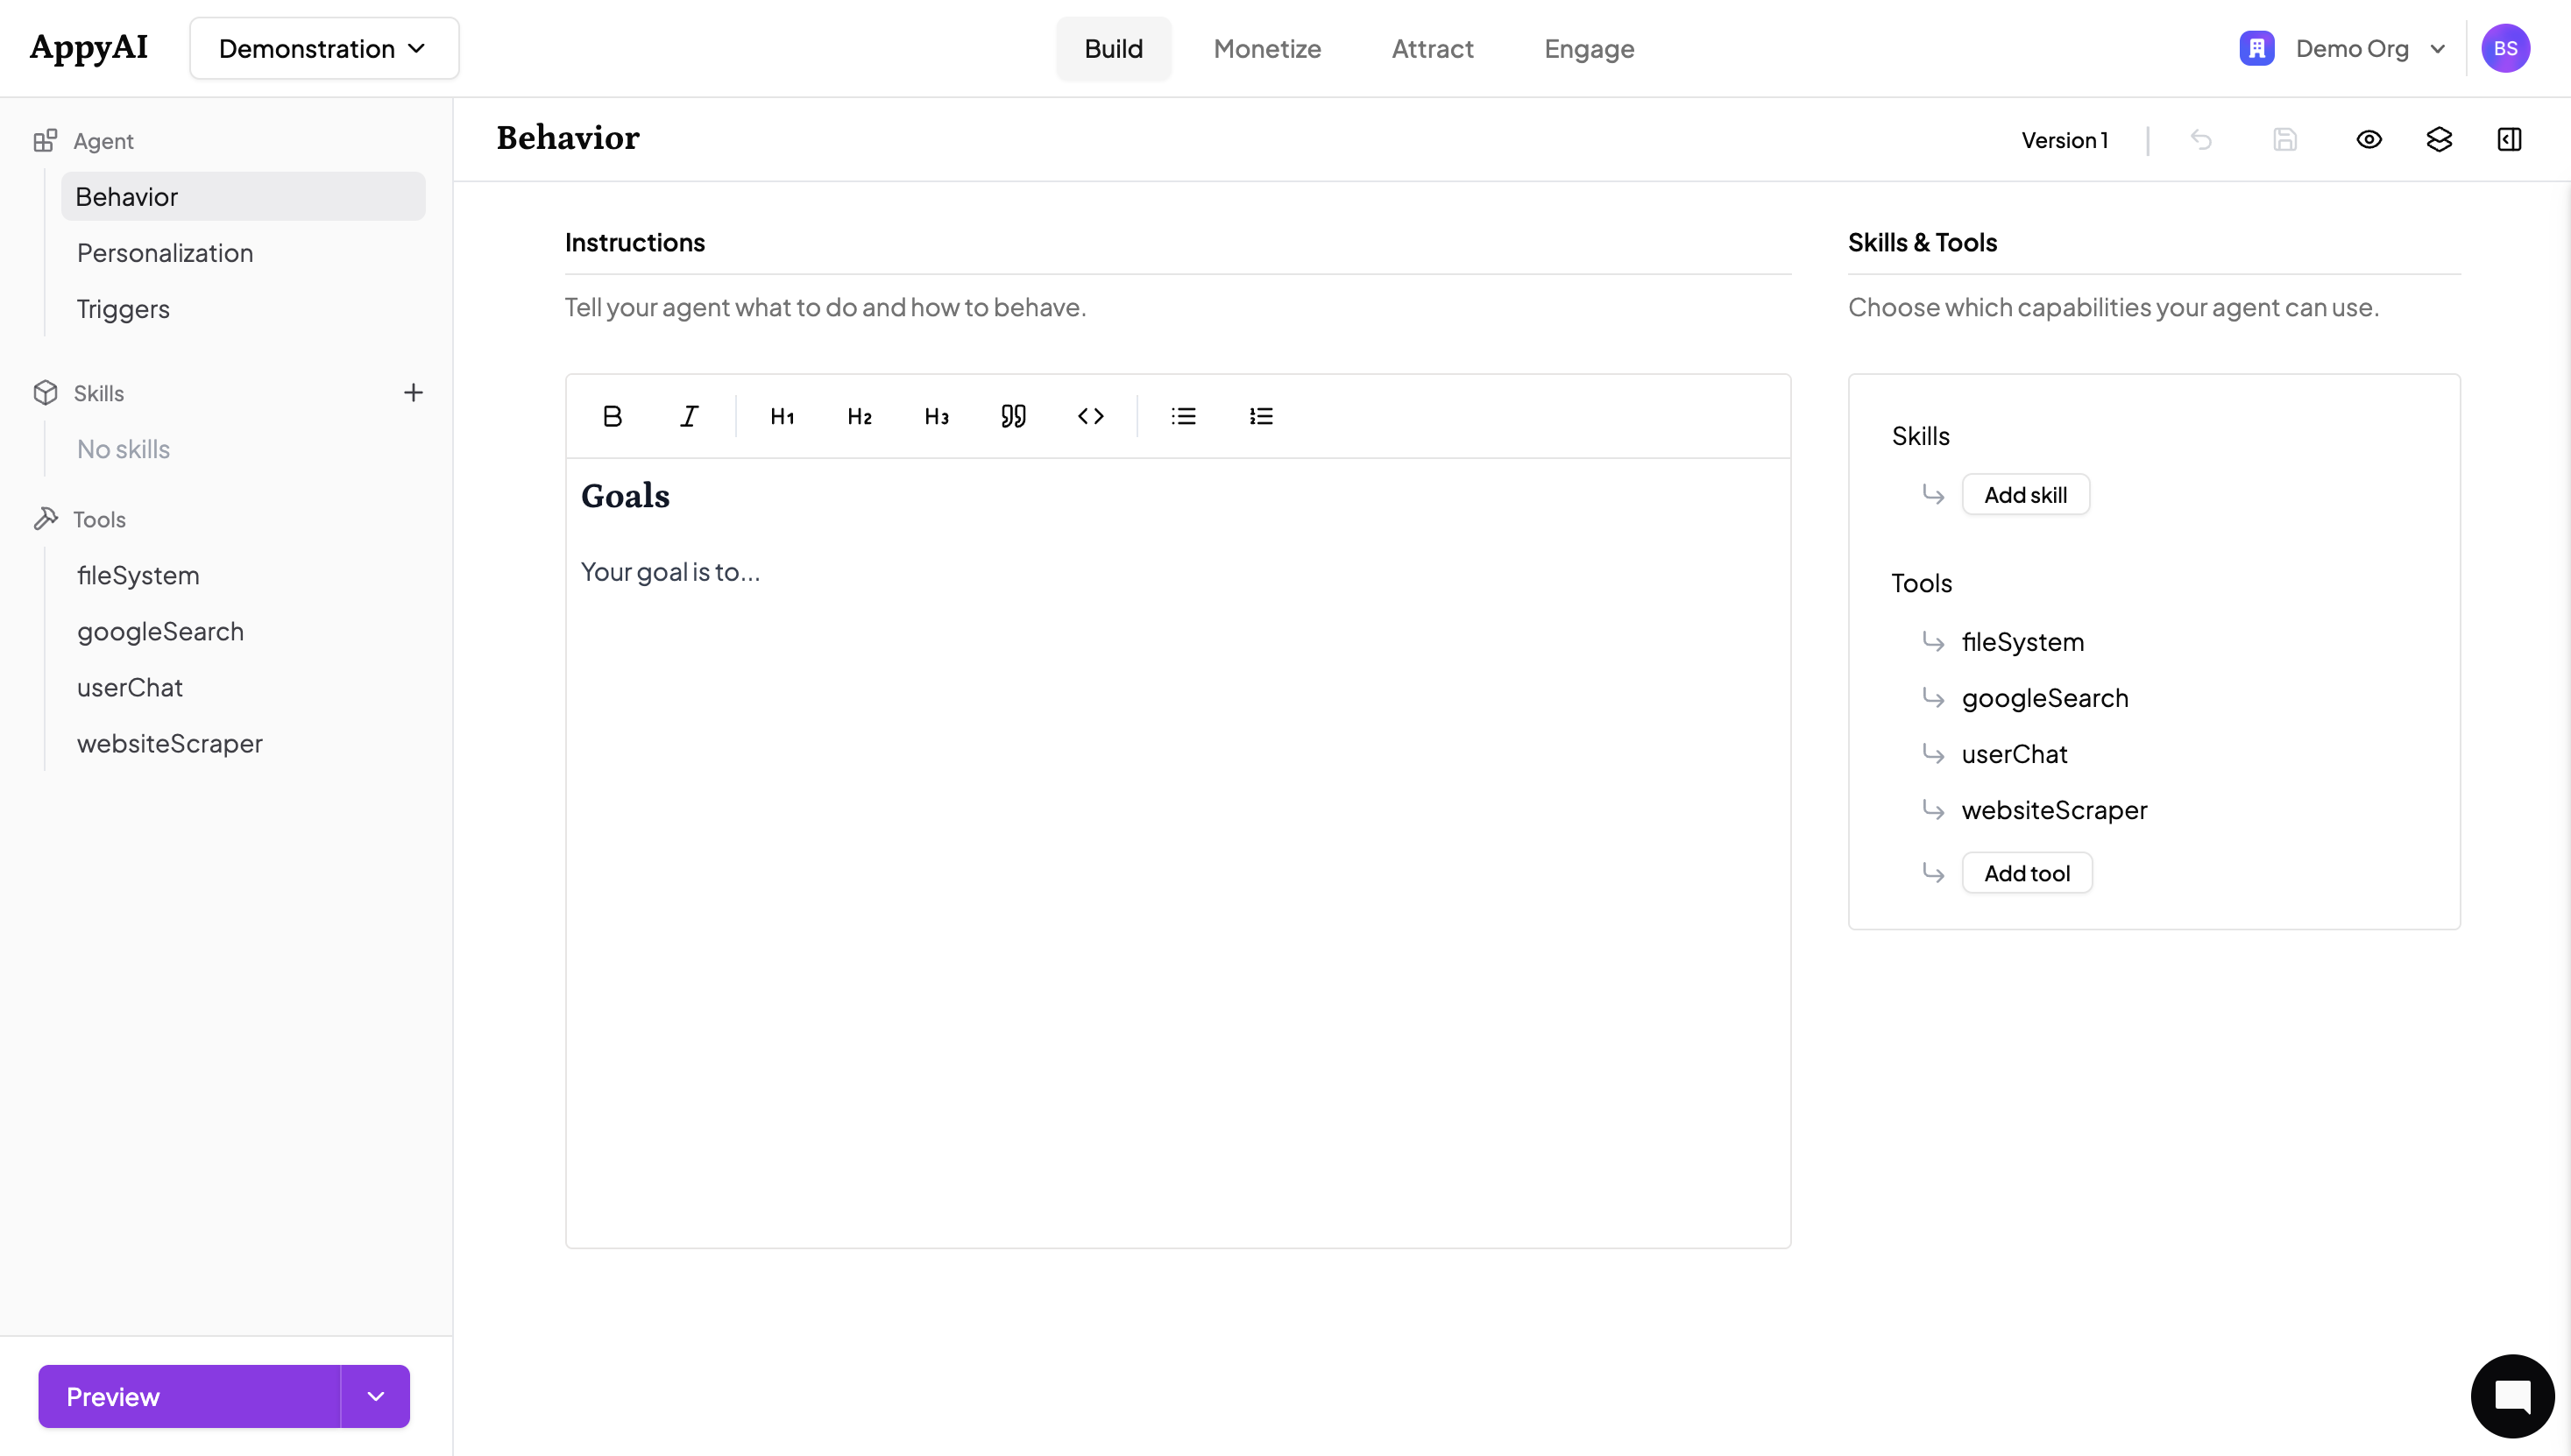 AppyAI
Demonstration
Build
Monetize
Attract
Engage
Demo Org
BS
Agent
Behavior
Personalization
Triggers
Skills
No skills
Tools
fileSystem
googleSearch
userChat
websiteScraper
Preview
Behavior
Version 1
Instructions
Tell your agent what to do and how to behave.
B I H1 H2 H3
Goals
Your goal is to...
Skills & Tools
Choose which capabilities your agent can use.
Skills
Add skill
Tools
fileSystem
googleSearch
userChat
websiteScraper
Add tool